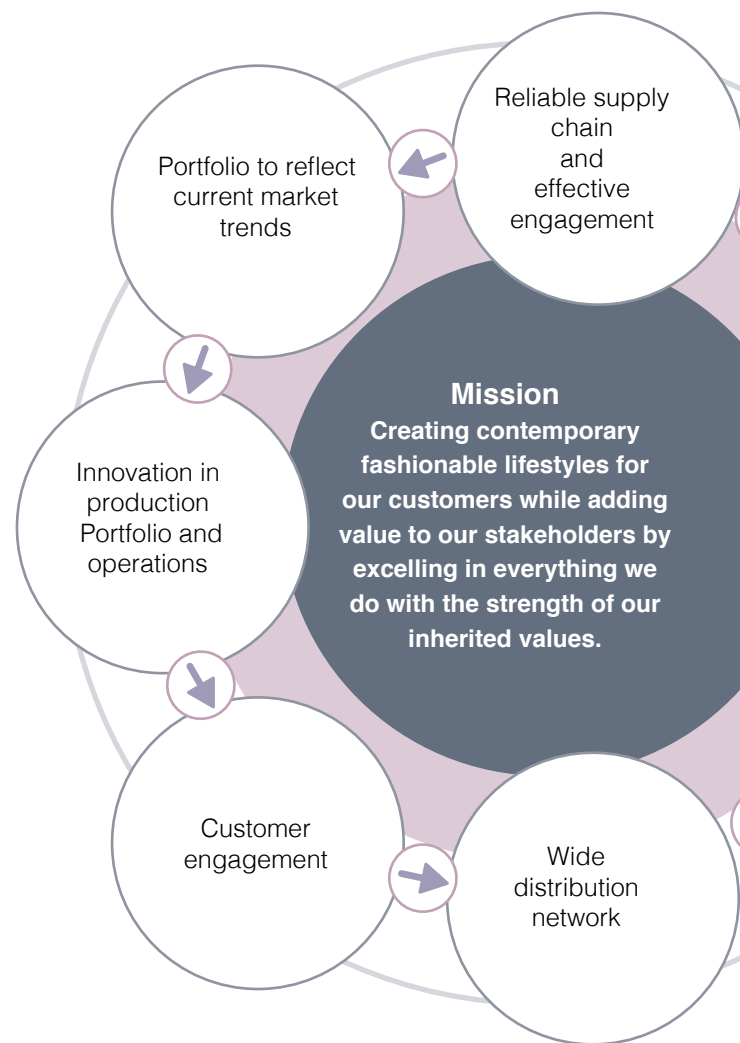 Reliable supply
chain
and
effective
engagement
Portfolio to reflect
current market
trends
Innovation in
production
Portfolio and
operations
Customer
engagement
Wide
distribution
network
Mission
Creating contemporary
fashionable lifestyles for
our customers while adding
value to our stakeholders by
excelling in everything we
do with the strength of our
inherited values.